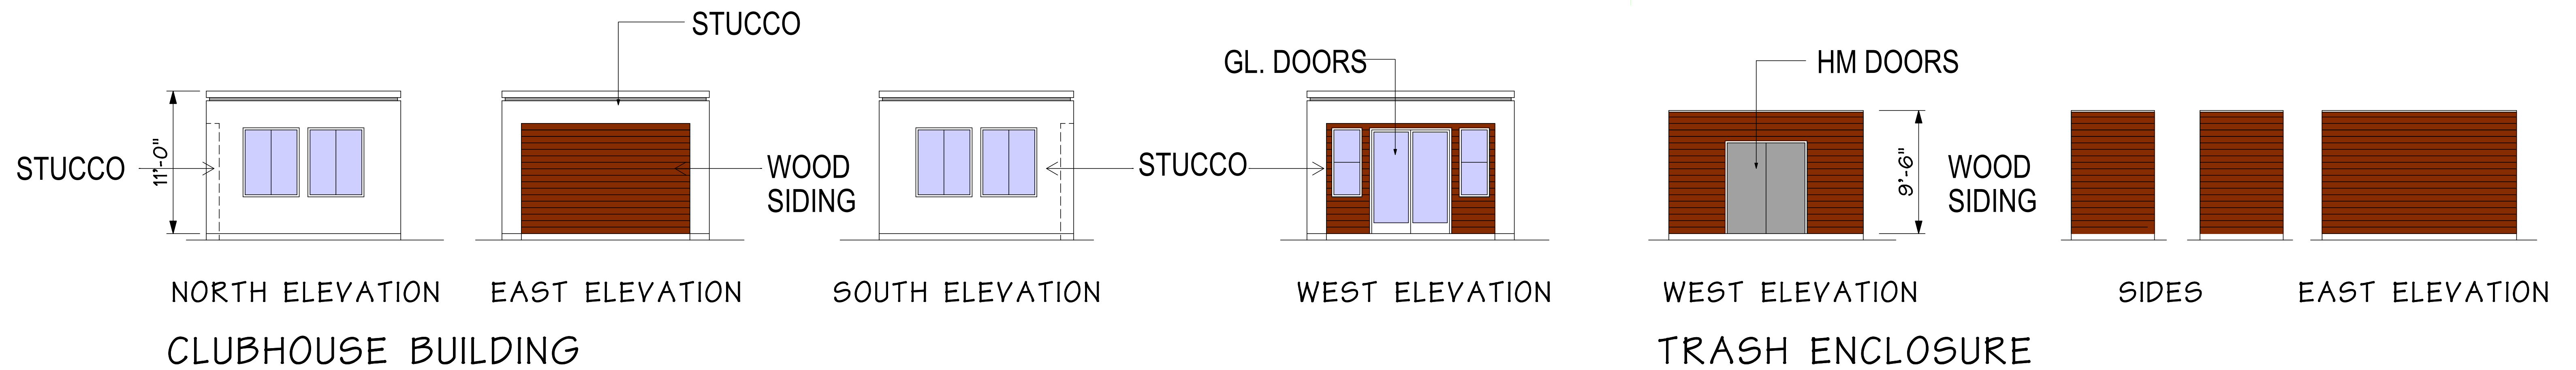 STUCCO
GL. DOORS
HM DOORS
STUCCO
11'-0"
WOOD
SIDING
STUCCO
9'-6"
WOOD
SIDING
NORTH ELEVATION
EAST ELEVATION
SOUTH ELEVATION
WEST ELEVATION
WEST ELEVATION
SIDES
EAST ELEVATION
CLUBHOUSE BUILDING
TRASH ENCLOSURE